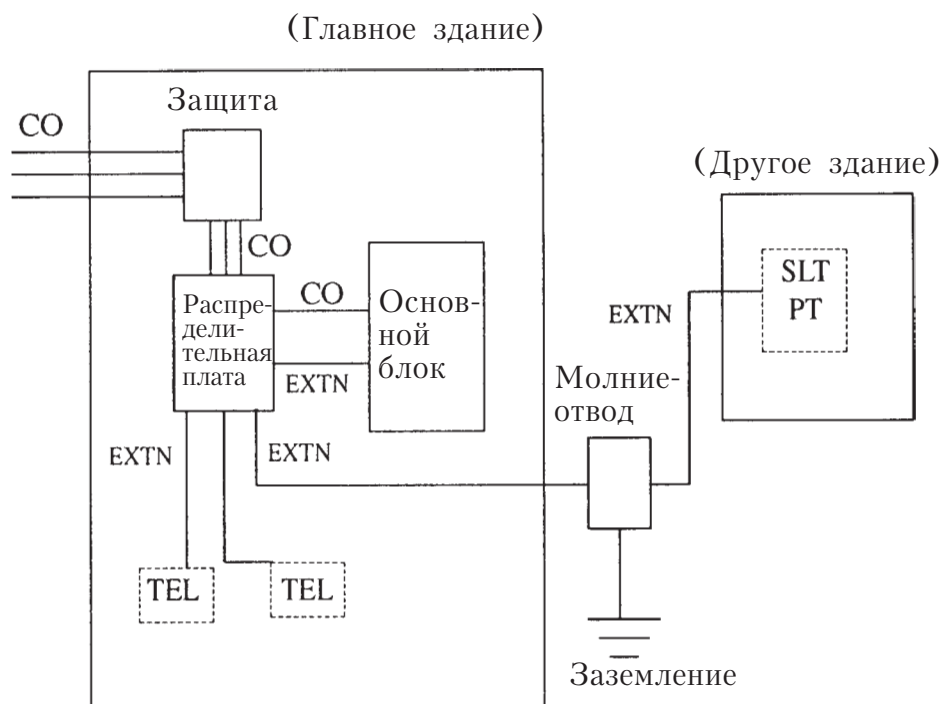 (Главное здание)
Защита
CO
(Другое здание)
CO
SLT
PT
CO
EXTN
Распре-
дели-
тельная
плата
Основ-
ной
блок
EXTN
Молние-
отвод
EXTN
EXTN
TEL
TEL
Заземление